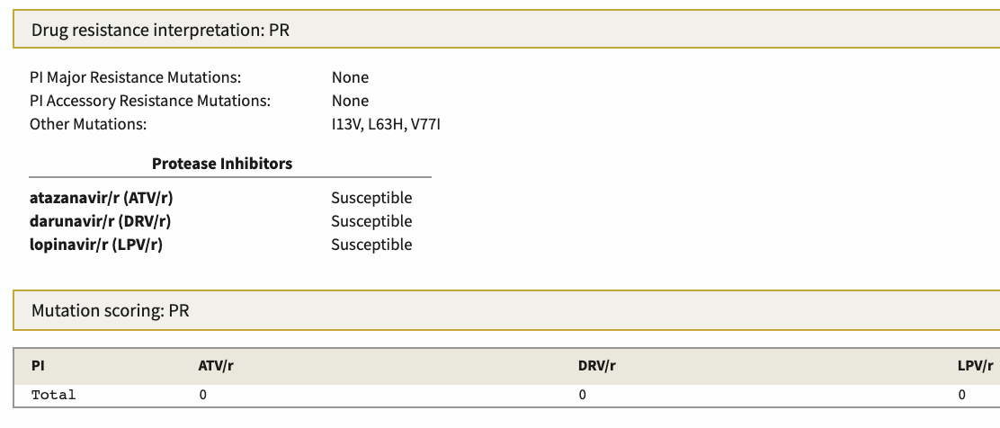 Drug resistance interpretation: PR
PI Major Resistance Mutations: None
PI Accessory Resistance Mutations: None
Other Mutations: I13V, L63H, V77I
Protease Inhibitors
atazanavir/r (ATV/r) Susceptible
darunavir/r (DRV/r) Susceptible
lopinavir/r (LPV/r) Susceptible
Mutation scoring: PR
PI ATV/r DRV/r LPV/r
Total 0 0 0